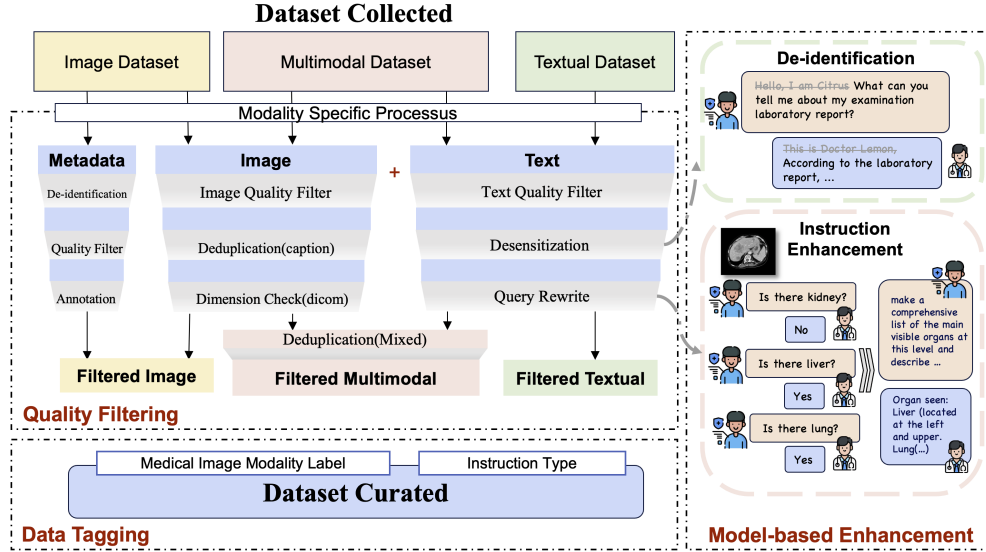 Dataset Collected
Image Dataset
Multimodal Dataset
Textual Dataset
Modality Specific Processus
Metadata
Image
+
Text
De-identification
Image Quality Filter
Text Quality Filter
Quality Filter
Deduplication(caption)
Desensitization
Annotation
Dimension Check(dicom)
Query Rewrite
Deduplication(Mixed)
Filtered Image
Filtered Multimodal
Filtered Textual
Quality Filtering
Medical Image Modality Label
Instruction Type
Dataset Curated
Data Tagging
De-identification
Hello, I am Citrus What can you
tell me about my examination
laboratory report?
This is Doctor Lemon,
According to the laboratory
report, ...
Instruction
Enhancement
Is there kidney?
No
Is there liver?
Yes
Is there lung?
Yes
make a
comprehensive
list of the main
visible organs at
this level and
describe ...
Organ seen:
Liver (located
at the left
and upper.
Lung(...)
Model-based Enhancement